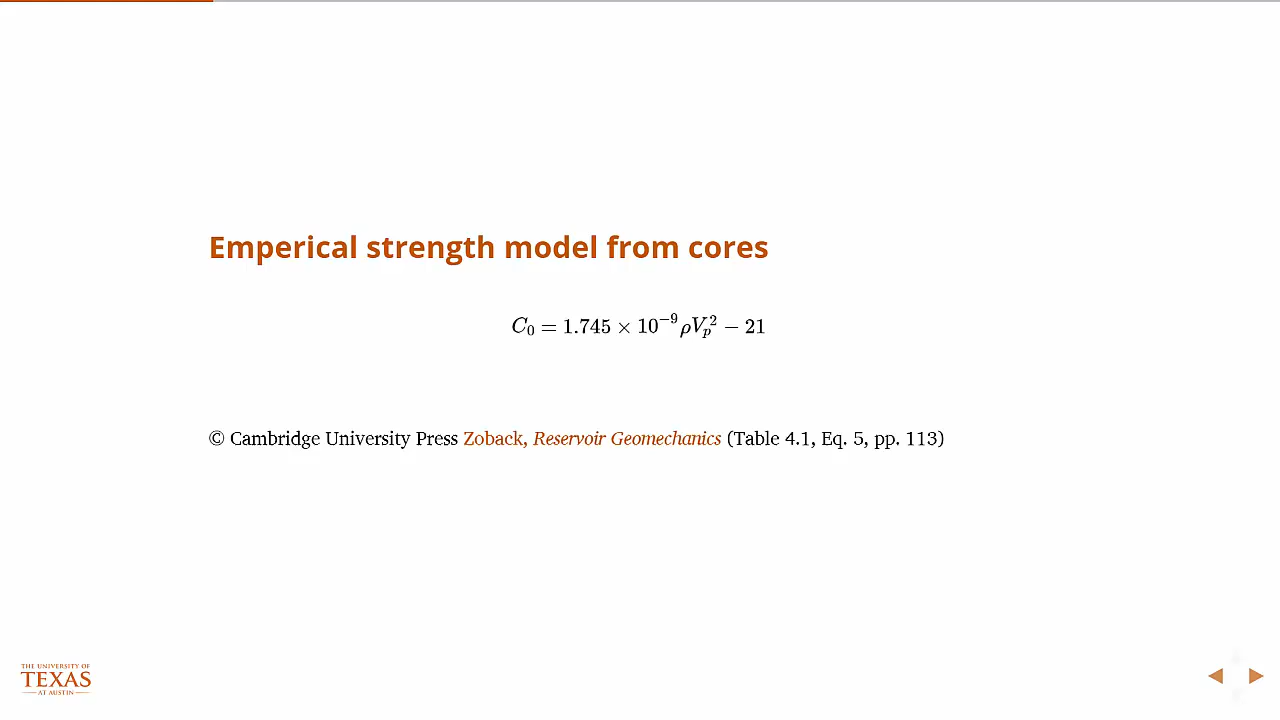 Emperical strength model from cores
C₀ = 1.745 × 10⁻⁹ρVₚ² − 21
© Cambridge University Press Zoback, Reservoir Geomechanics (Table 4.1, Eq. 5, pp. 113)
THE UNIVERSITY OF
TEXAS
AT AUSTIN